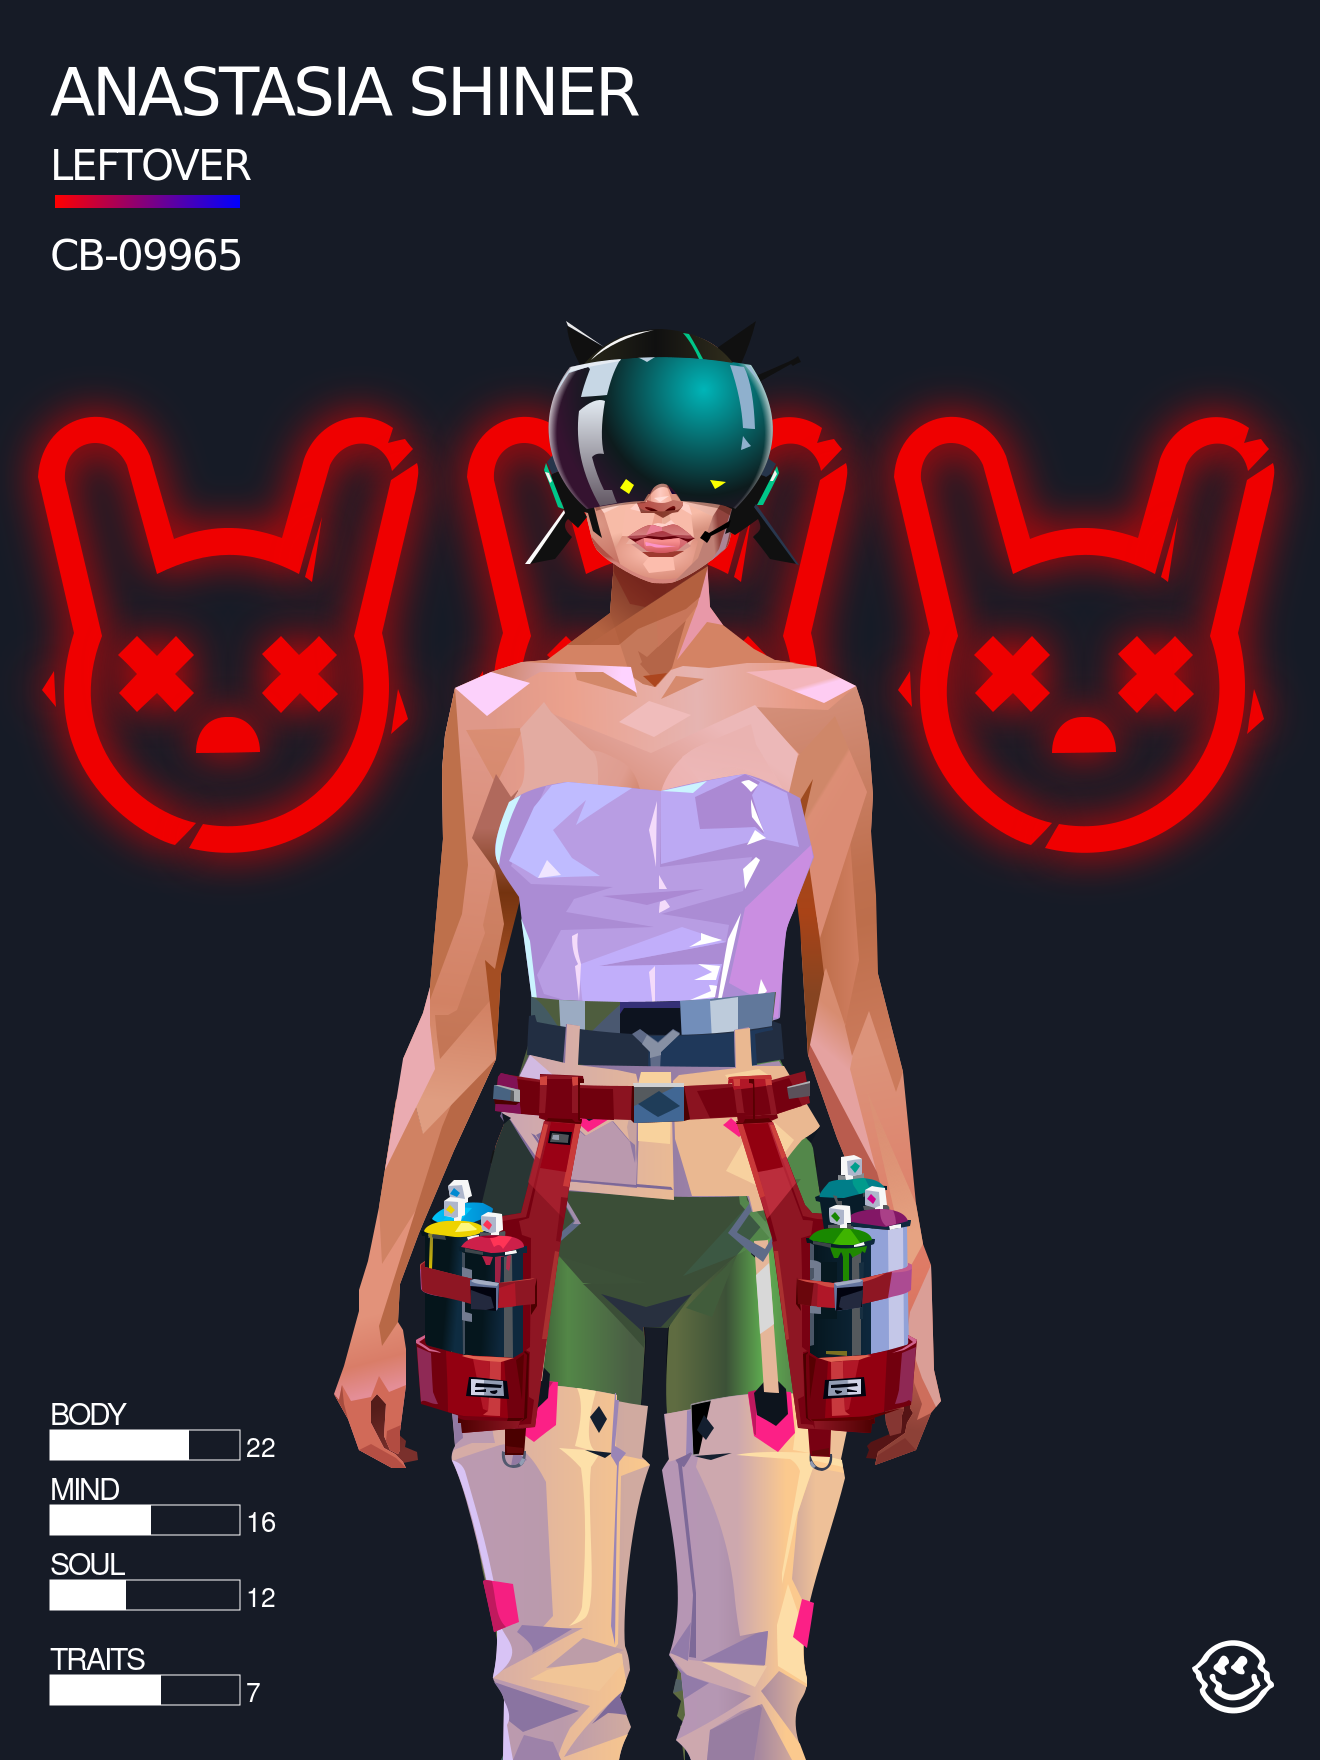 ANASTASIA SHINER
LEFTOVER
CB-09965
BODY
22
MIND
16
SOUL
12
TRAITS
7